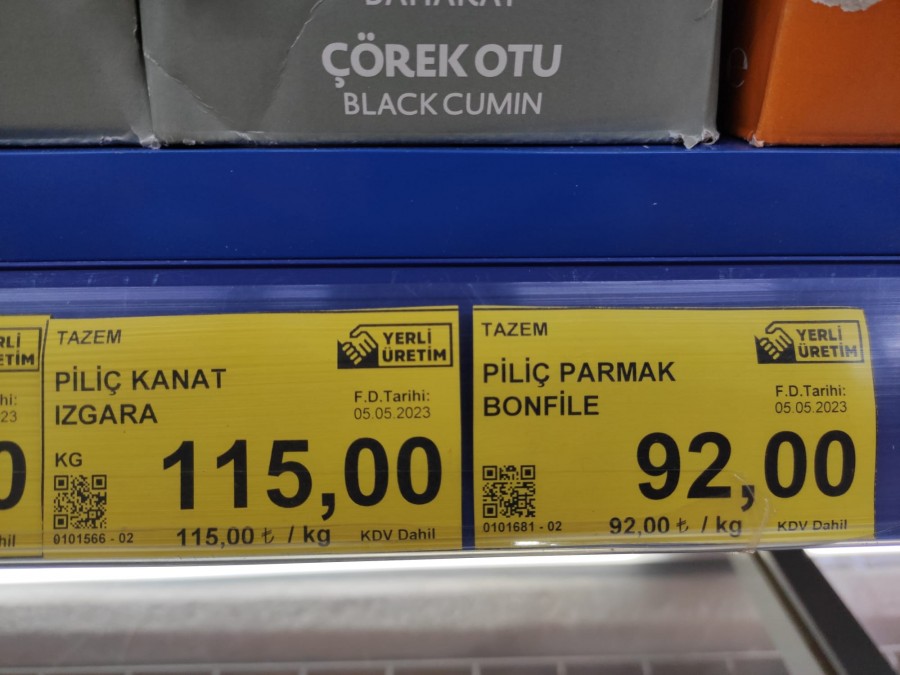 ÇÖREK OTU
BLACK CUMIN
TAZEM
YERLİ
ÜRETİM
PİLİÇ KANAT
IZGARA
F.D.Tarihi:
05.05.2023
KG
115,00
0101566 - 02
115,00 ₺ / kg
KDV Dahil
TAZEM
YERLİ
ÜRETİM
PİLİÇ PARMAK
BONFİLE
F.D.Tarihi:
05.05.2023
92,00
0101681 - 02
92,00 ₺ / kg
KDV Dahil